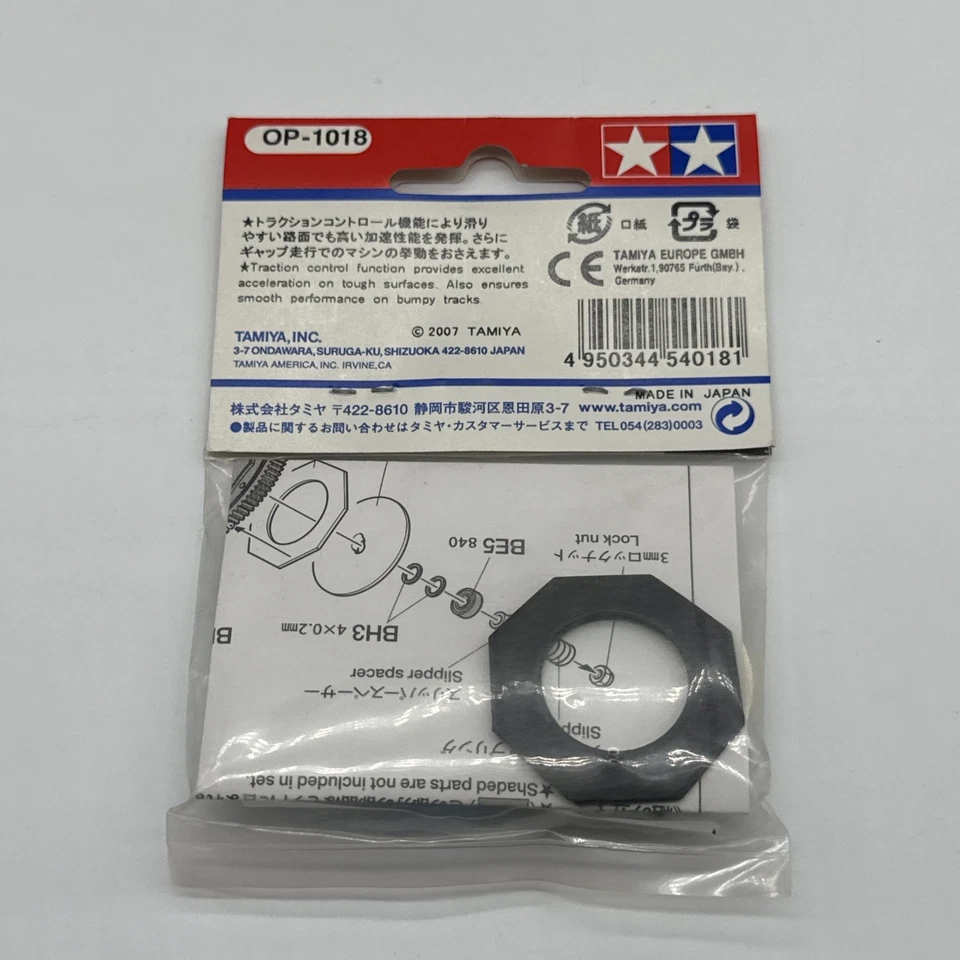 OP-1018
★トラクションコントロール機能により滑り
やすい路面でも高い加速性能を発揮。さらに
ギャップ走行でのマシンの挙動をおさえます。
★Traction control function provides excellent
acceleration on tough surfaces. Also ensures
smooth performance on bumpy tracks.
© 2007 TAMIYA
TAMIYA, INC.
3-7 ONDAWARA, SURUGA-KU, SHIZUOKA 422-8610 JAPAN
TAMIYA AMERICA, INC. IRVINE, CA
紙 口紙 プラ 袋
CE
TAMIYA EUROPE GMBH
Werkstr.1,90765 Fürth(Bay.),
Germany
4 950344 540181
MADE IN JAPAN
株式会社タミヤ 〒422-8610 静岡市駿河区恩田原3-7 www.tamiya.com
●製品に関するお問い合わせはタミヤ・カスタマーサービスまで TEL054(283)0003
★Shaded parts are not included in set.
スリッパースペーサー
Slipper spacer
BH3 4×0.2mm
BE5 840
3mmロックナット
Lock nut